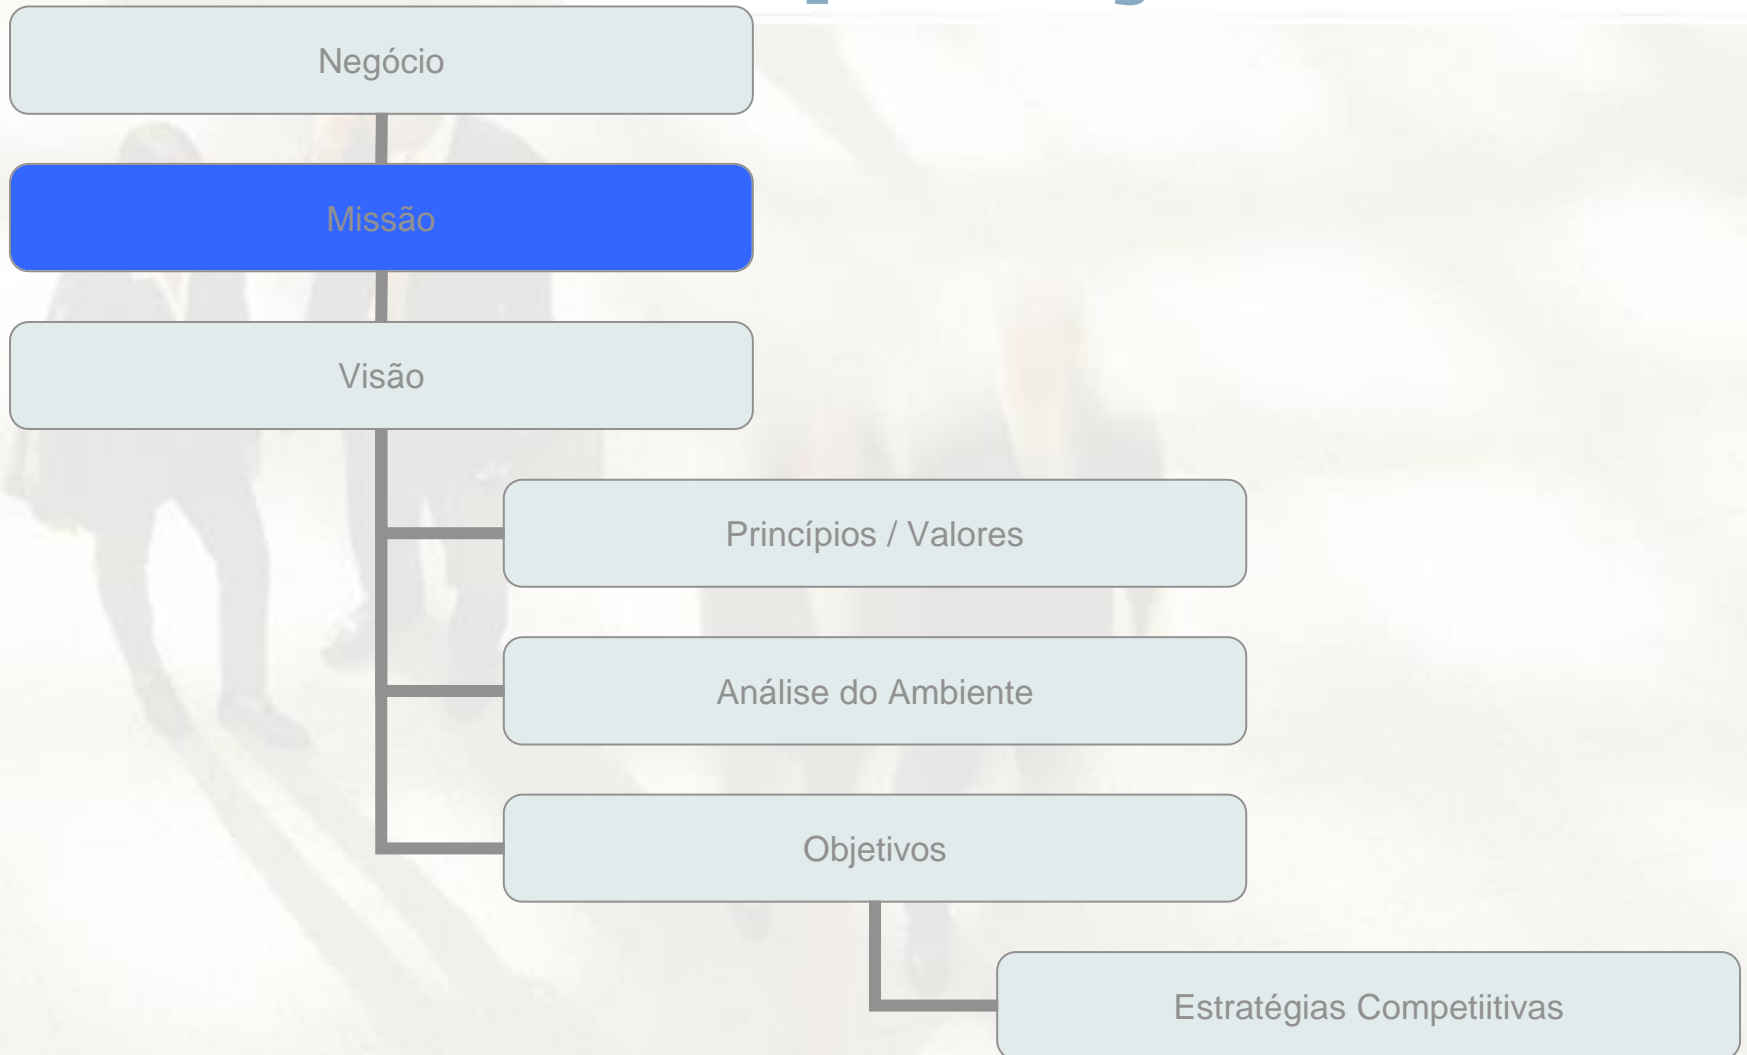 Negócio
Missão
Visão
Princípios / Valores
Análise do Ambiente
Objetivos
Estratégias Competiitivas